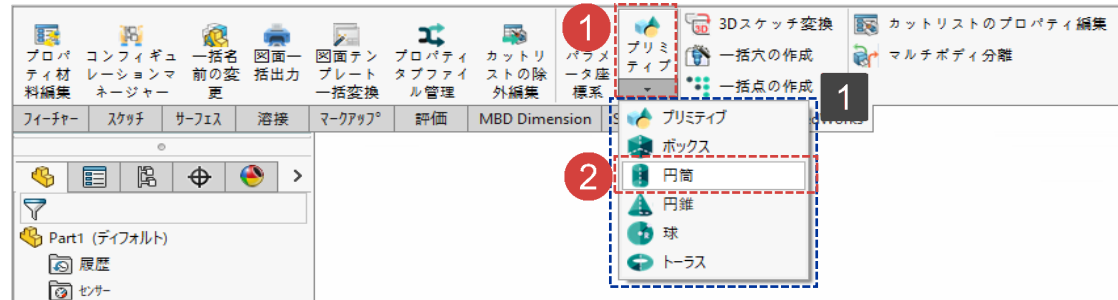 プロパ
ティ材
料編集
コンフィギュ
レーションマ
ネージャー
一括名
前の変
更
図面一
括出力
図面テン
プレート
一括変換
プロパティ
タブファイ
ル管理
カットリ
ストの除
外編集
パラメ
ータ座
標系
1
プリミ
ティブ
3Dスケッチ変換
一括穴の作成
一括点の作成
カットリストのプロパティ編集
マルチボディ分離
1
フィーチャー
スケッチ
サーフェス
溶接
マークアップ
評価
MBD Dimension
プリミティブ
ボックス
2
円筒
円錐
球
トーラス
Part1 (ディフォルト)
履歴
センサー